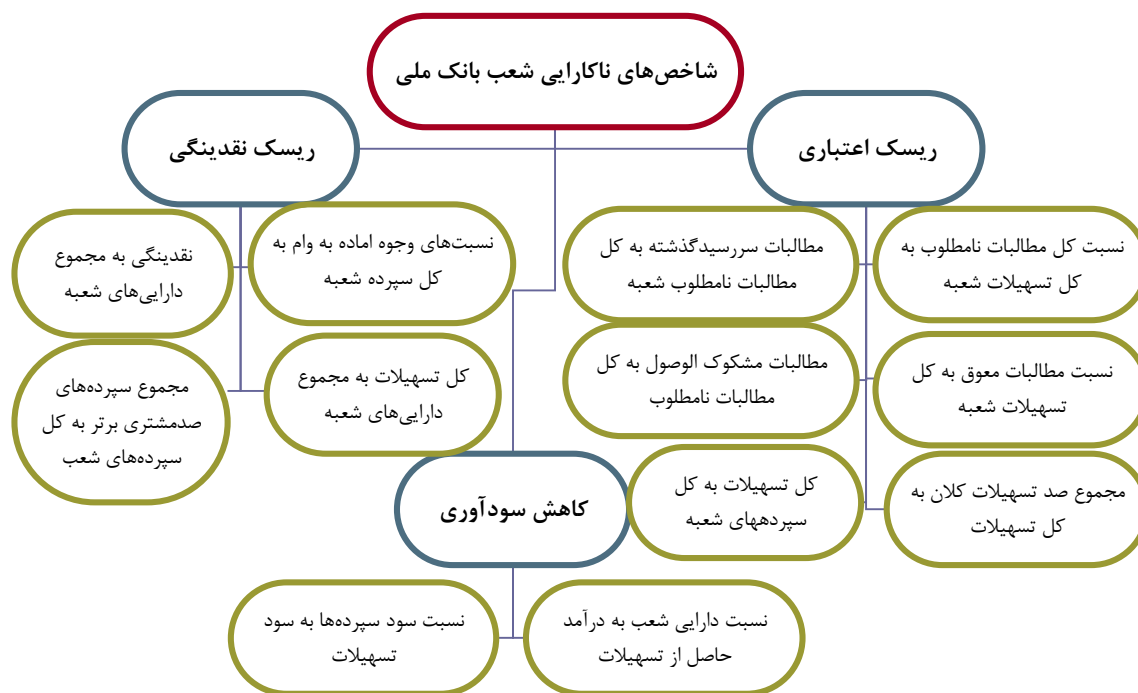 شاخص‌های ناکارایی شعب بانک ملی
ریسک اعتباری
ریسک نقدینگی
نسبت کل مطالبات نامطلوب به
کل تسهیلات شعبه
مطالبات سررسیدگذشته به کل
مطالبات نامطلوب شعبه
نسبت مطالبات معوق به کل
تسهیلات شعبه
مطالبات مشکوک الوصول به کل
مطالبات نامطلوب
مجموع صد تسهیلات کلان به
کل تسهیلات
کل تسهیلات به کل
سپردههای شعبه
نسبت‌های وجوه اماده به وام به
کل سپرده شعبه
نقدینگی به مجموع
دارایی‌های شعبه
کل تسهیلات به مجموع
دارایی‌های شعبه
مجموع سپرده‌های
صدمشتری برتر به کل
سپرده‌های شعب
کاهش سودآوری
نسبت دارایی شعب به درآمد
حاصل از تسهیلات
نسبت سود سپرده‌ها به سود
تسهیلات